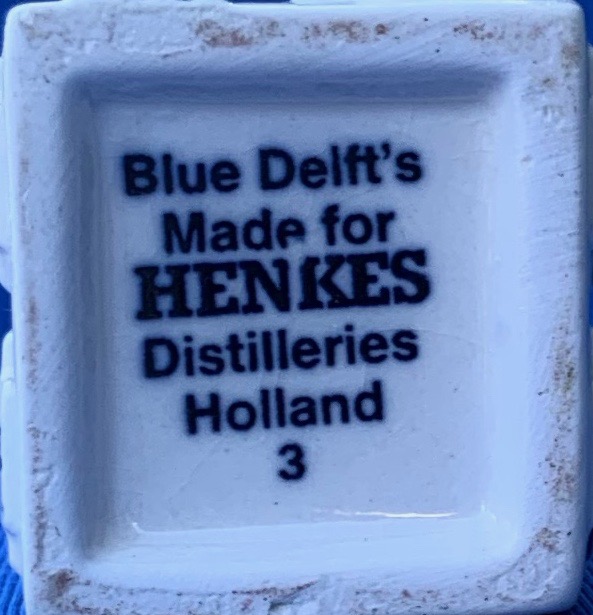 Blue Delft's
Made for
HENKES
Distilleries
Holland
3